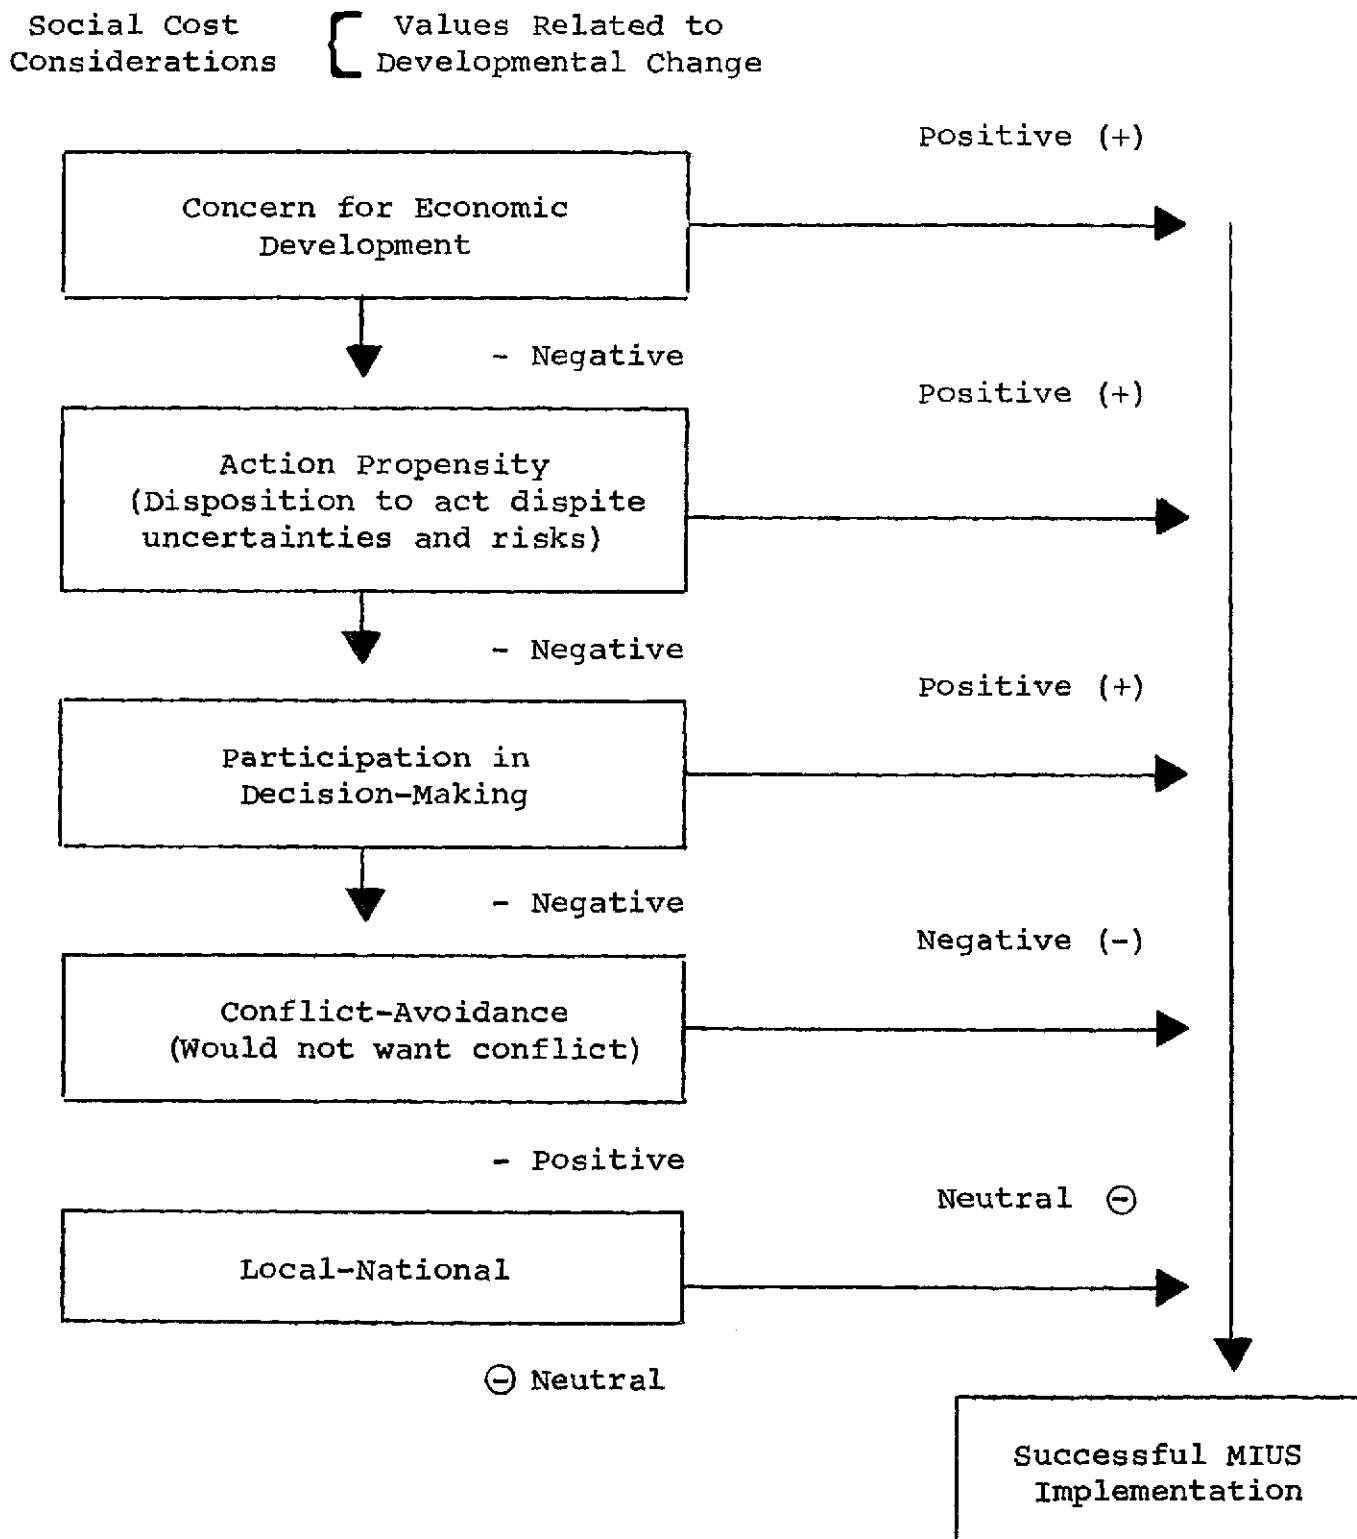 Social Cost
Considerations
Values Related to
Developmental Change
Positive (+)
Concern for Economic
Development
- Negative
Positive (+)
Action Propensity
(Disposition to act dispite
uncertainties and risks)
- Negative
Positive (+)
Participation in
Decision-Making
- Negative
Negative (-)
Conflict-Avoidance
(Would not want conflict)
- Positive
Neutral ⊖
Local-National
⊖ Neutral
Successful MIUS
Implementation